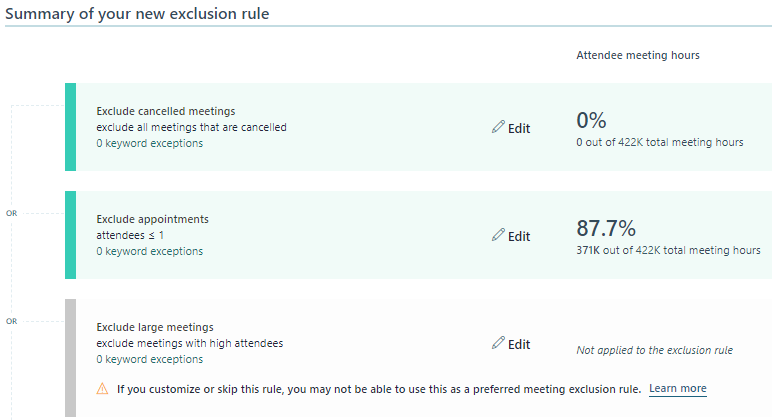 Summary of your new exclusion rule
Attendee meeting hours
Exclude cancelled meetings
exclude all meetings that are cancelled
0 keyword exceptions
Edit
0%
0 out of 422K total meeting hours
OR
Exclude appointments
attendees ≤ 1
0 keyword exceptions
Edit
87.7%
371K out of 422K total meeting hours
OR
Exclude large meetings
exclude meetings with high attendees
0 keyword exceptions
Edit
Not applied to the exclusion rule
If you customize or skip this rule, you may not be able to use this as a preferred meeting exclusion rule. Learn more